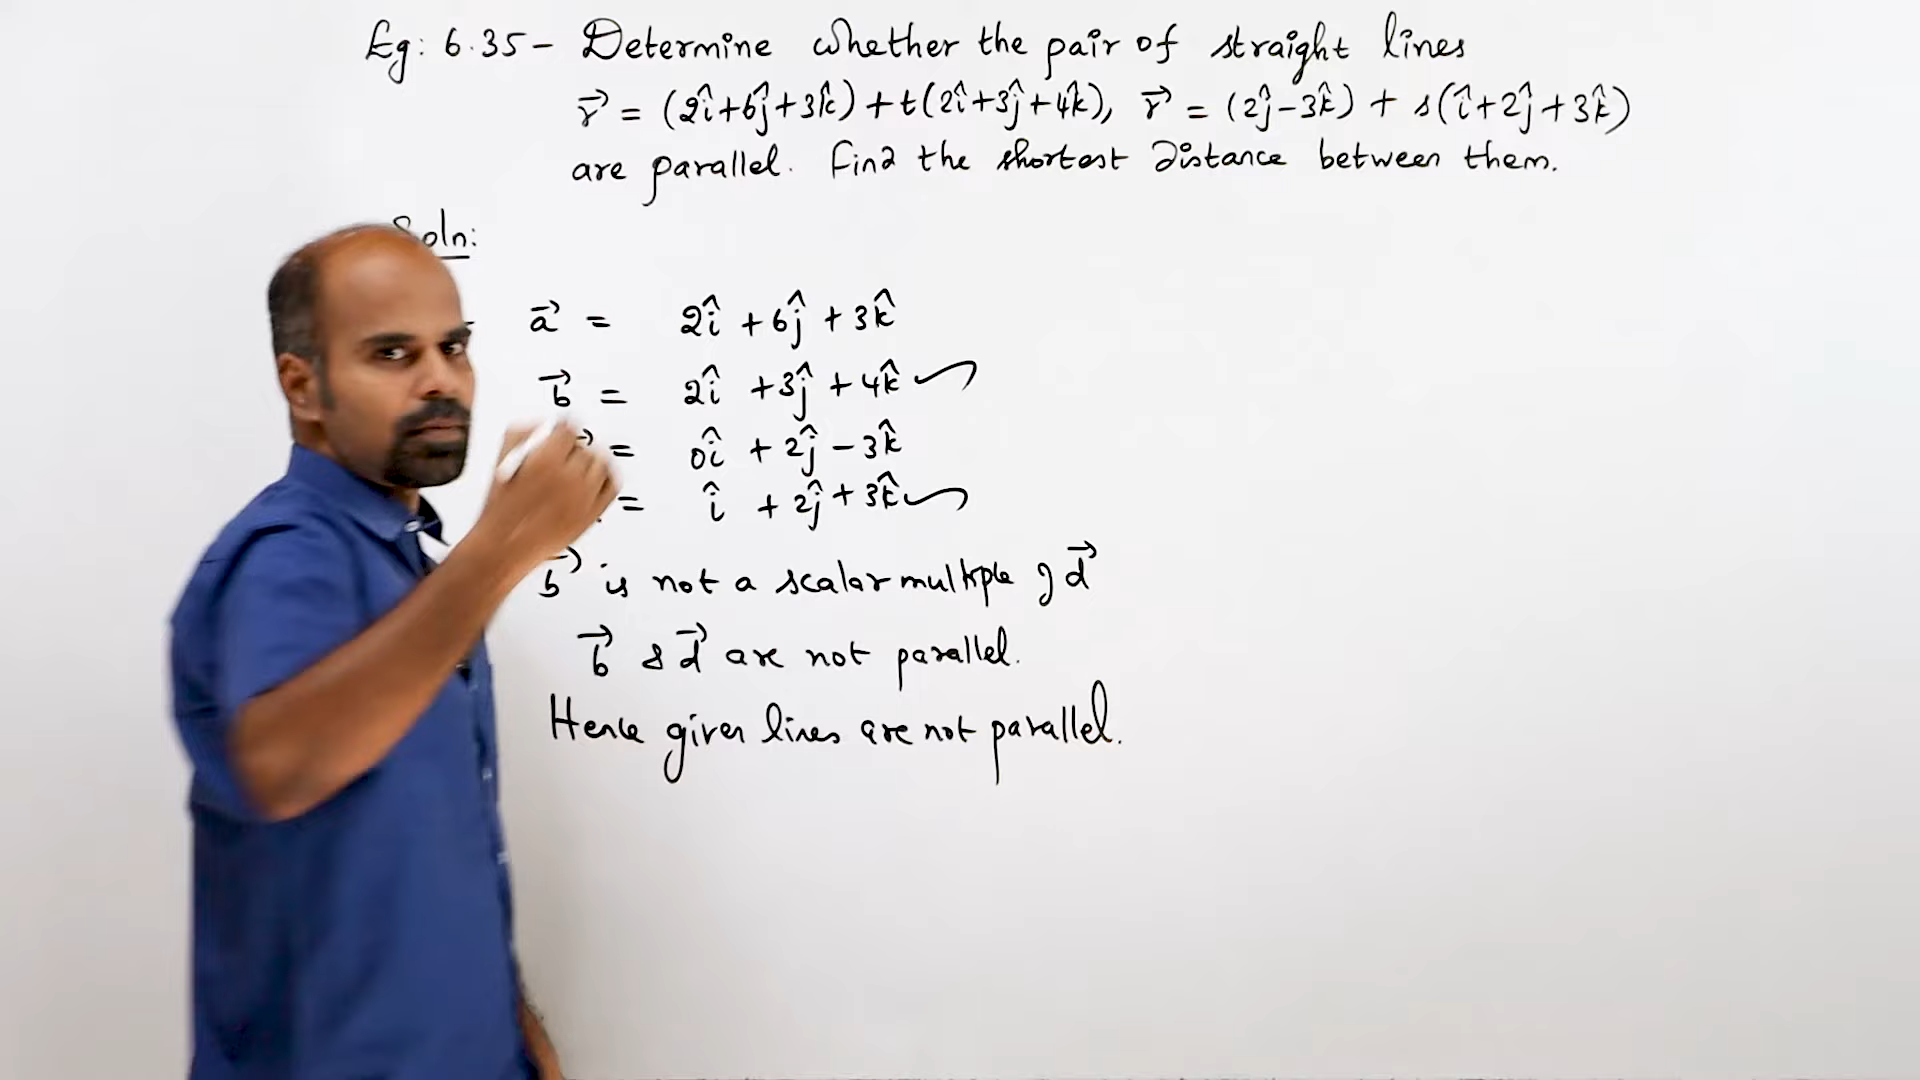 Eg: 6.35 - Determine whether the pair of straight lines
r⃗ = (2î+6ĵ+3k̂) + t(2î+3ĵ+4k̂), r⃗ = (2ĵ-3k̂) + s(î+2ĵ+3k̂)
are parallel. Find the shortest distance between them.
Soln:
a⃗ = 2î + 6ĵ + 3k̂
b⃗ = 2î + 3ĵ + 4k̂
= 0î + 2ĵ - 3k̂
= î + 2ĵ + 3k̂
b⃗ is not a scalar multiple of d⃗
b⃗ & d⃗ are not parallel.
Hence given lines are not parallel.